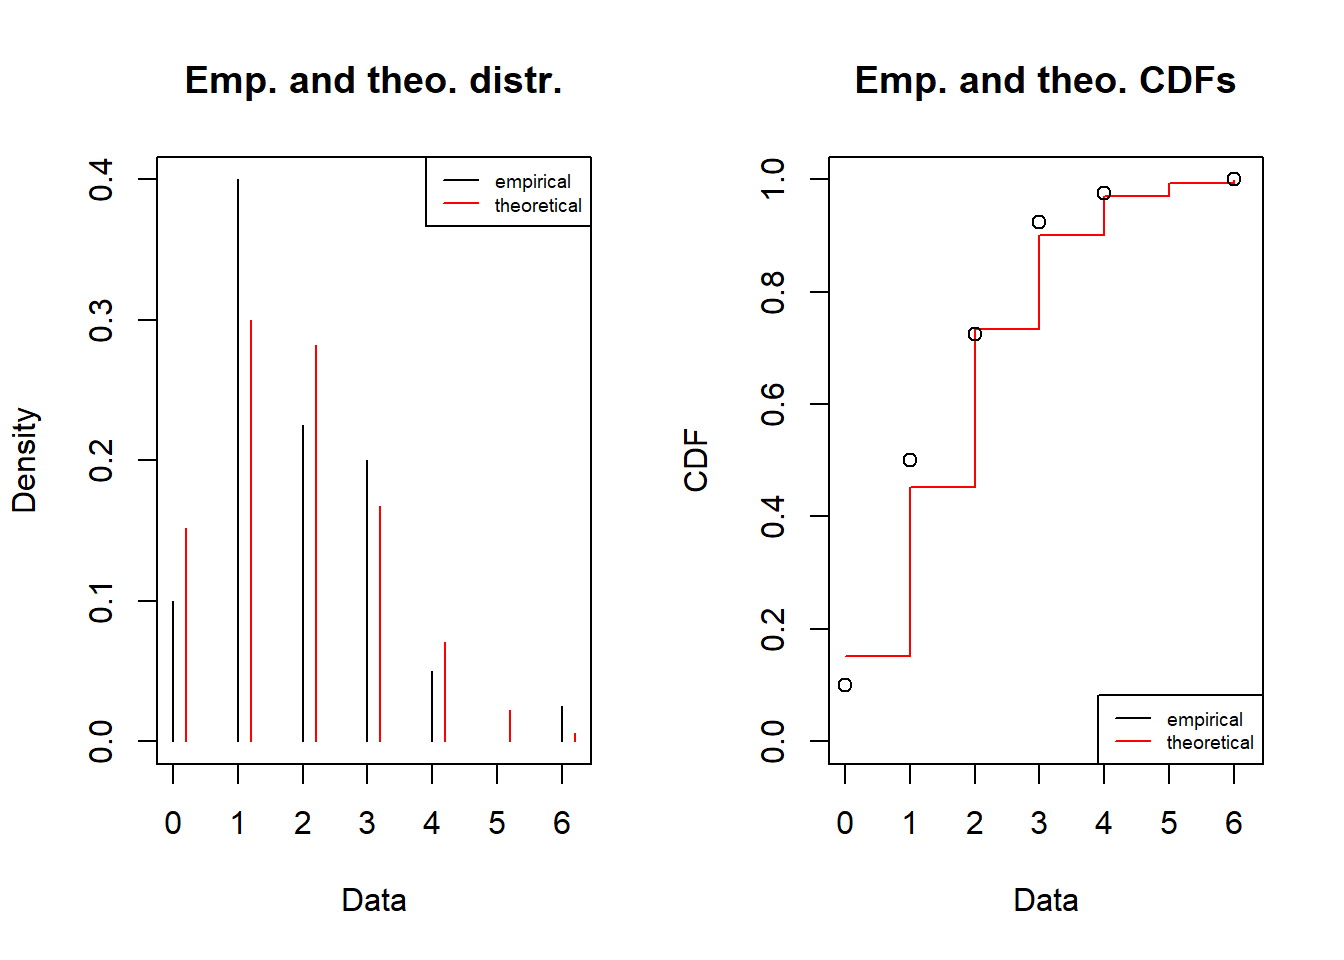 Emp. and theo. distr.
Density
0.0 0.1 0.2 0.3 0.4
empirical
theoretical
0 1 2 3 4 5 6
Data
Emp. and theo. CDFs
CDF
0.0 0.2 0.4 0.6 0.8 1.0
empirical
theoretical
0 1 2 3 4 5 6
Data